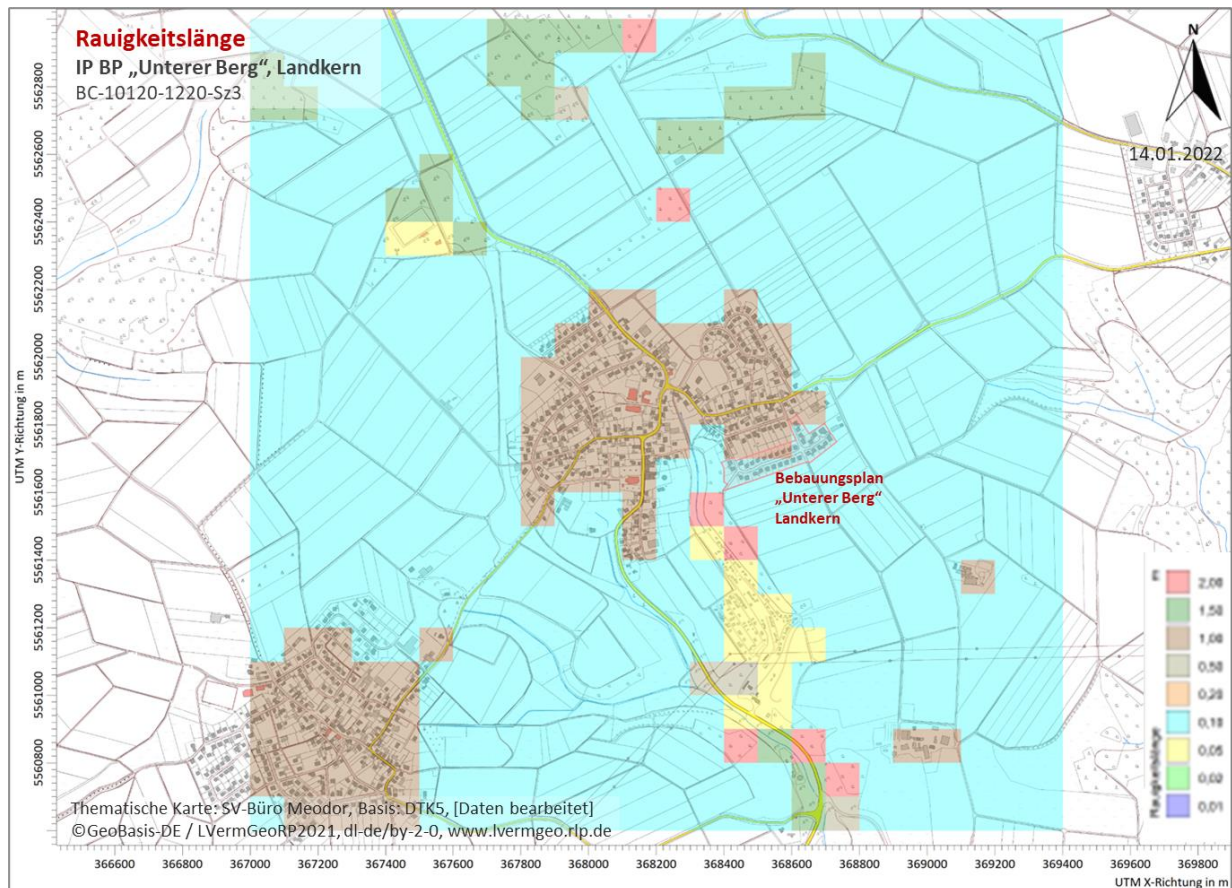 Rauigkeitslänge
IP BP „Unterer Berg“, Landkern
BC-10120-1220-Sz3
N
14.01.2022
UTM Y-Richtung in m
5562800
5562600
5562400
5562200
5562000
5561800
5561600
5561400
5561200
5561000
5560800
Bebauungsplan
„Unterer Berg“
Landkern
m
2,00
1,50
1,00
0,50
0,20
0,10
0,05
0,02
0,01
Rauigkeitslänge
Thematische Karte: SV-Büro Meodor, Basis: DTK5, [Daten bearbeitet]
©GeoBasis-DE / LVermGeoRP2021, dl-de/by-2-0, www.lvermgeo.rlp.de
366600 366800 367000 367200 367400 367600 367800 368000 368200 368400 368600 368800 369000 369200 369400 369600 369800
UTM X-Richtung in m